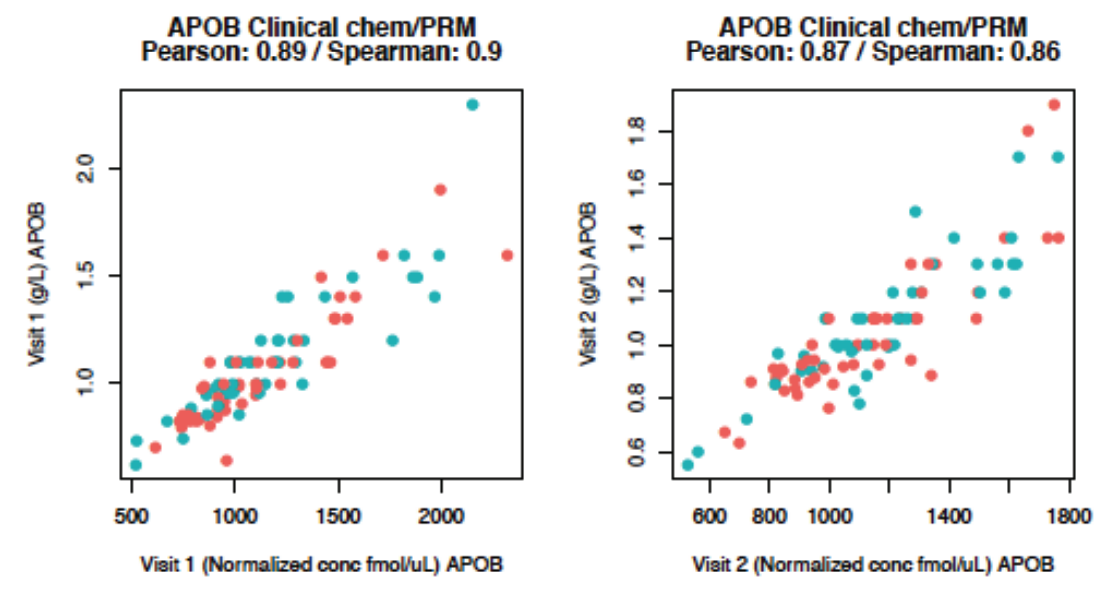 APOB Clinical chem/PRM
Pearson: 0.89 / Spearman: 0.9
Visit 1 (g/L) APOB
2.0
1.5
1.0
500 1000 1500 2000
Visit 1 (Normalized conc fmol/uL) APOB
APOB Clinical chem/PRM
Pearson: 0.87 / Spearman: 0.86
Visit 2 (g/L) APOB
1.8
1.6
1.4
1.2
1.0
0.8
0.6
600 800 1000 1400 1800
Visit 2 (Normalized conc fmol/uL) APOB